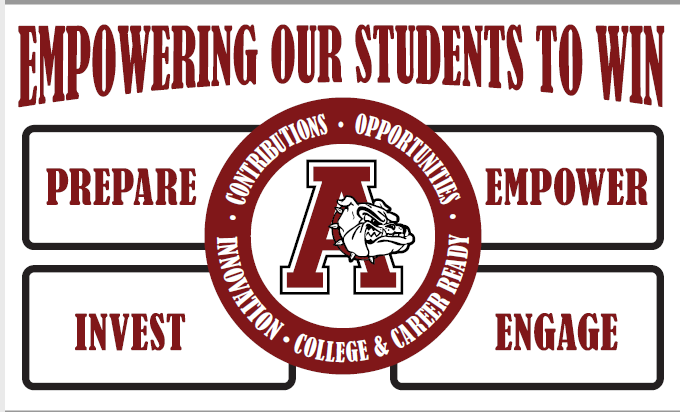 EMPOWERING OUR STUDENTS TO WIN
PREPARE
EMPOWER
CONTRIBUTIONS • OPPORTUNITIES •
• INNOVATION • COLLEGE & CAREER READY
A
INVEST
ENGAGE